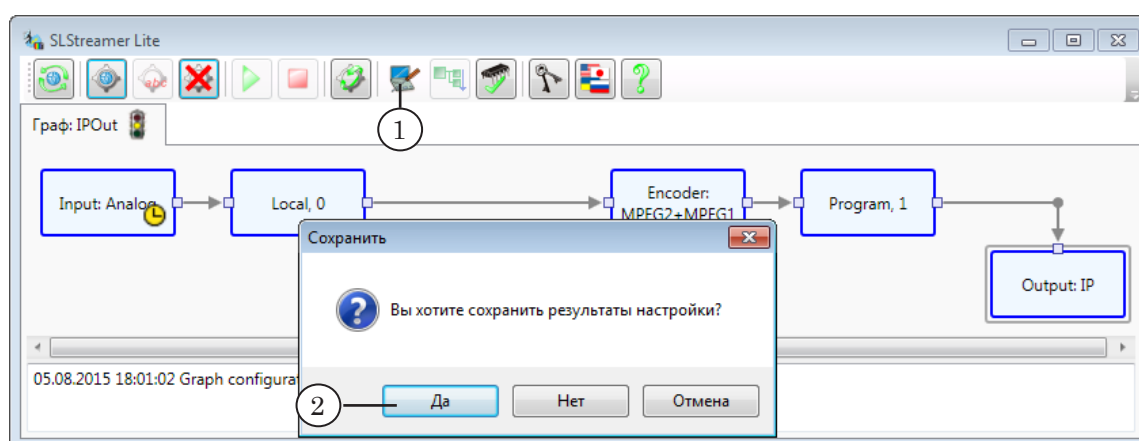 SLStreamer Lite
abc
1
Граф: IPOut
Input: Analog
Local, 0
Encoder:
MPEG2+MPEG1
Program, 1
Output: IP
Сохранить
Вы хотите сохранить результаты настройки?
05.08.2015 18:01:02 Graph
2
Да
Нет
Отмена